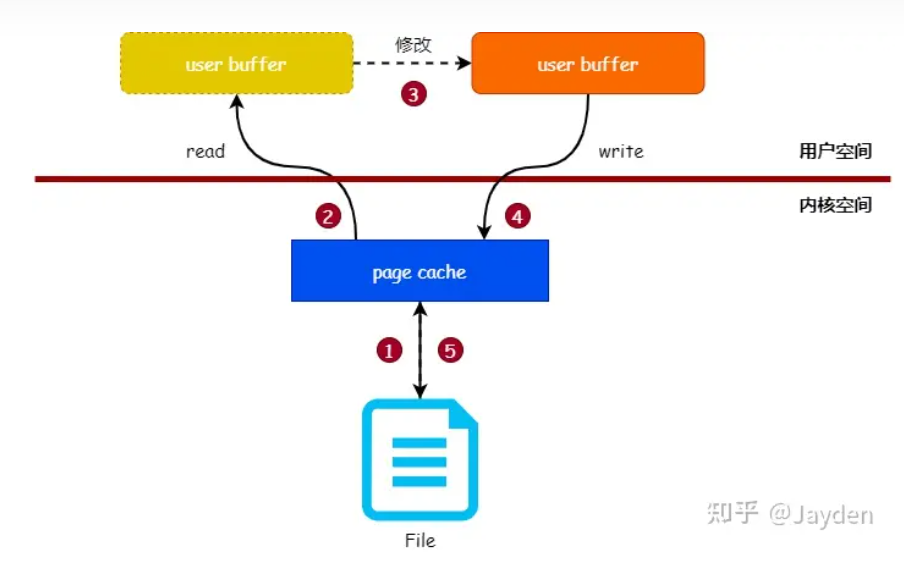 user buffer
修改
user buffer
3
read
write
用户空间
内核空间
2
4
page cache
1
5
File
知乎 @Jayden